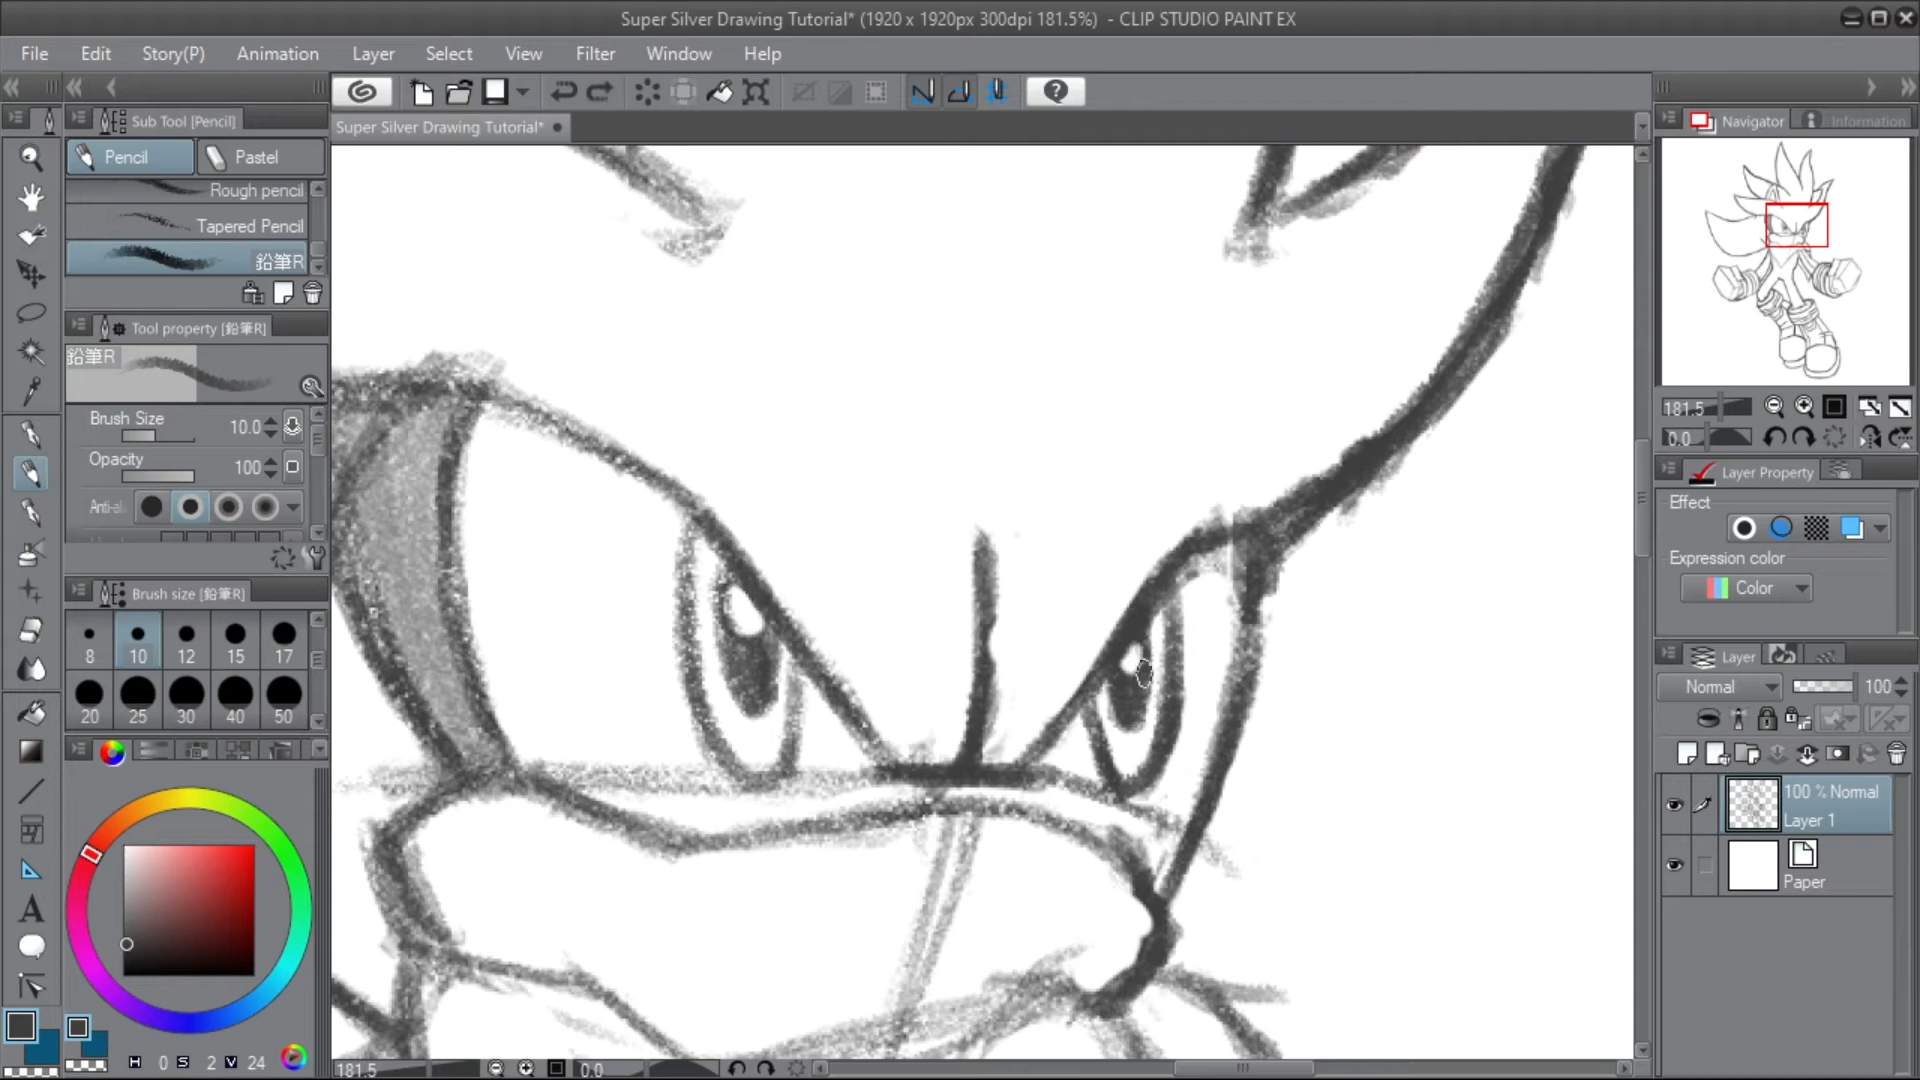 Super Silver Drawing Tutorial* (1920 x 1920px 300dpi 181.5%) - CLIP STUDIO PAINT EX
File Edit Story(P) Animation Layer Select View Filter Window Help
Sub Tool [Pencil]
Pencil Pastel
Rough pencil
Tapered Pencil
鉛筆R
Tool property [鉛筆R]
鉛筆R
Brush Size 10.0
Opacity 100
Anti-al
Brush size [鉛筆R]
8 10 12 15 17
20 25 30 40 50
H 0 S 2 V 24
Super Silver Drawing Tutorial*
181.5 0.0
Navigator Information
181.5
0.0
Layer Property
Effect
Expression color
Color
Layer
Normal 100
100 % Normal
Layer 1
Paper